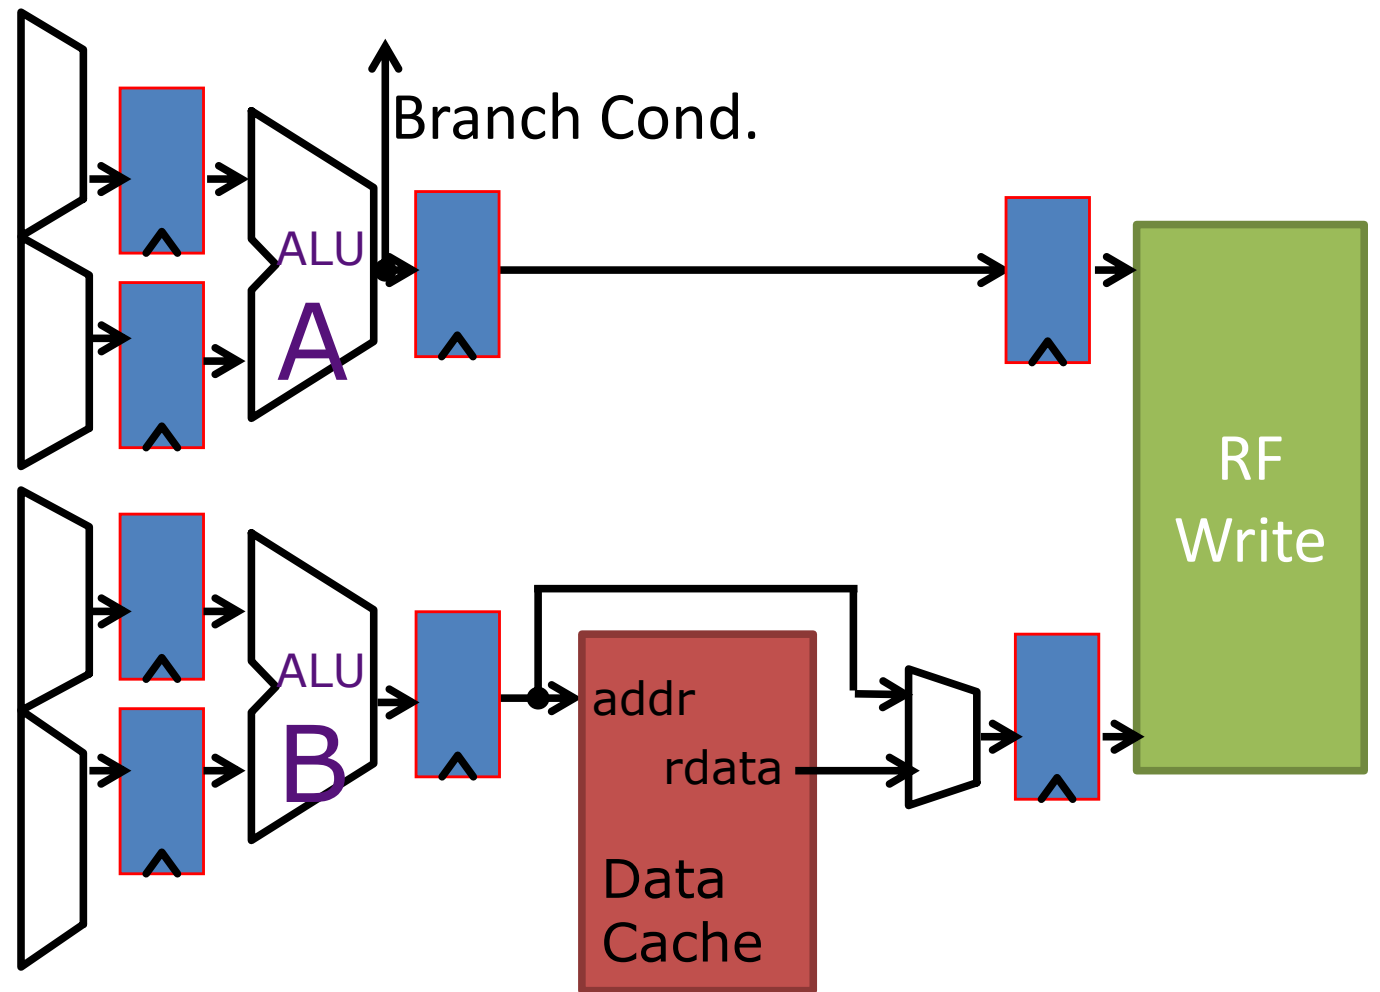 Branch Cond.
ALU
A
RF
Write
ALU
B
addr
rdata
Data
Cache